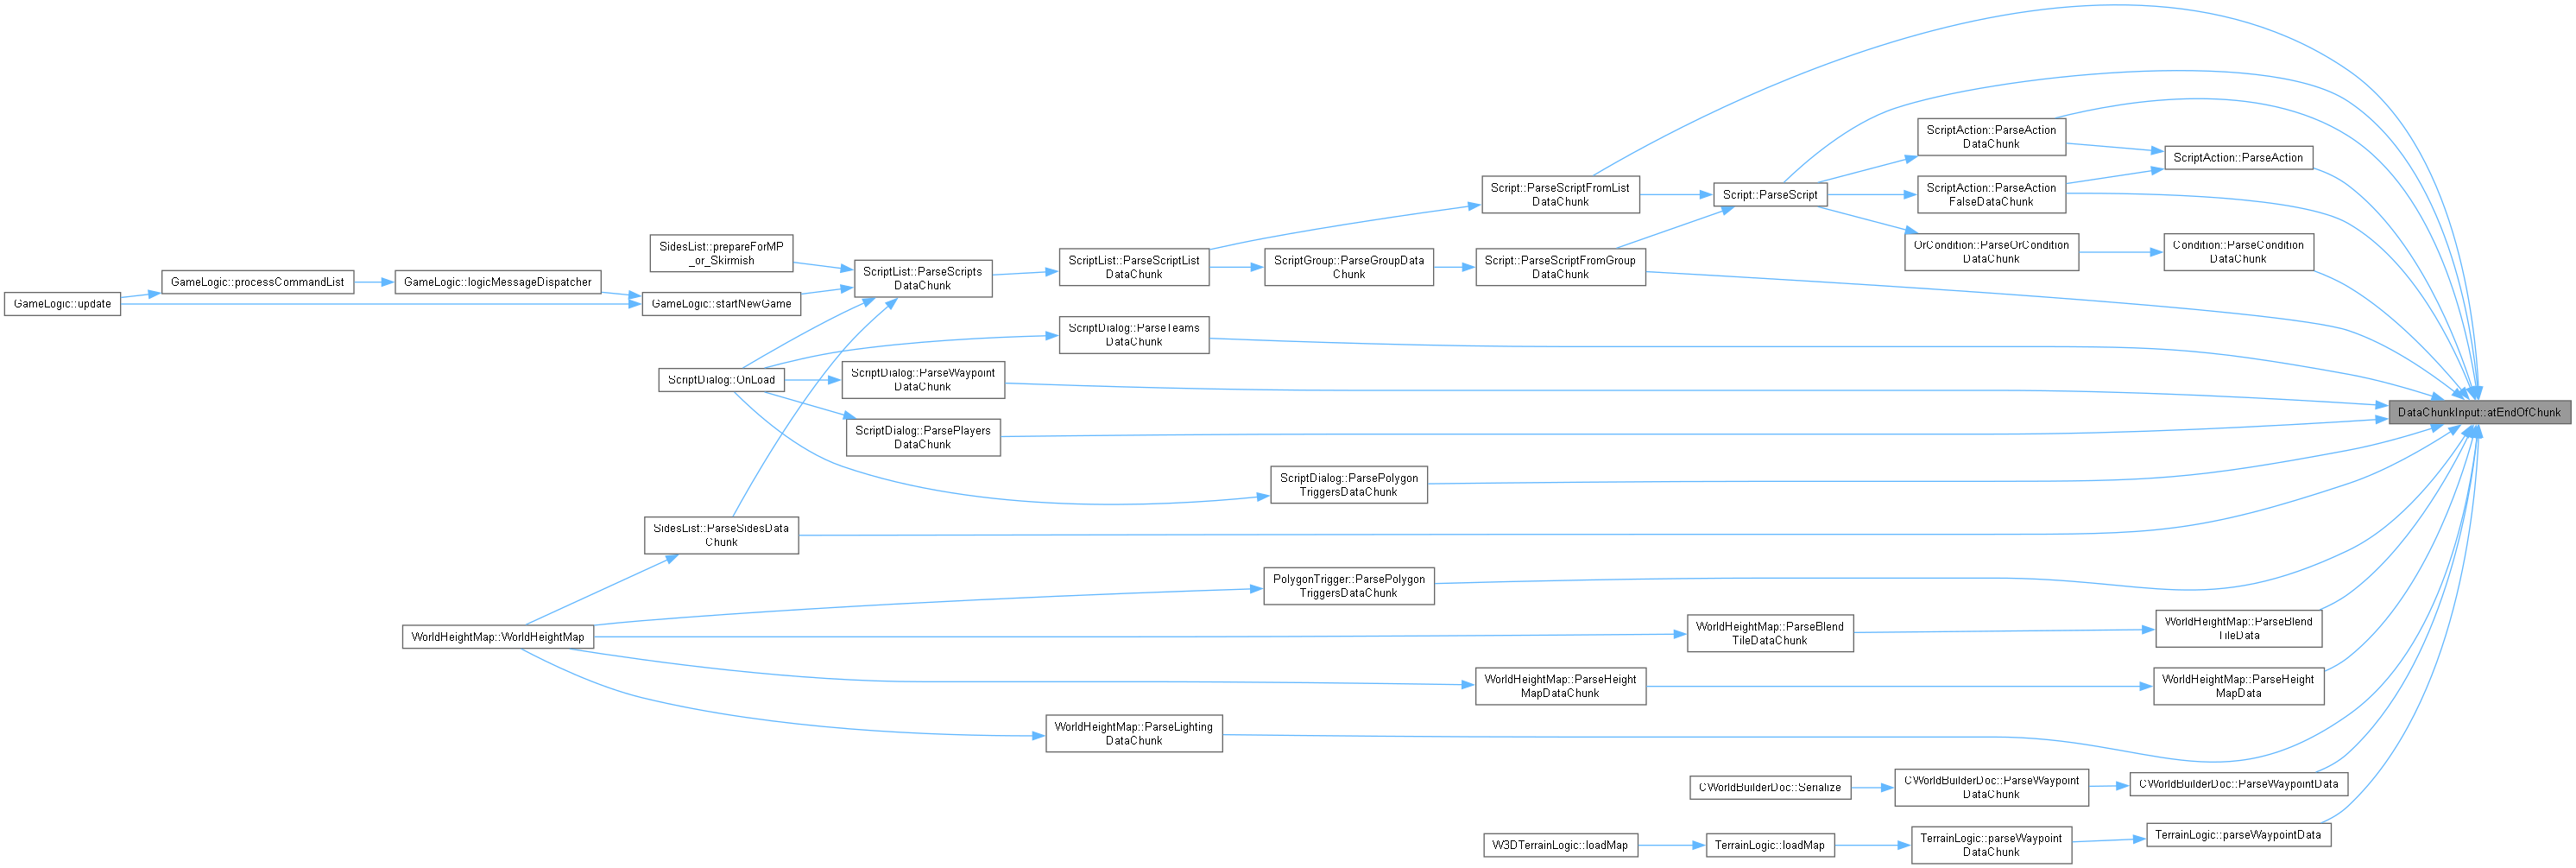 ScriptAction::ParseAction
DataChunk
ScriptAction::ParseAction
Script::ParseScriptFromList
DataChunk
Script::ParseScript
ScriptAction::ParseAction
FalseDataChunk
SidesList::prepareForMP
_or_Skirmish
OrCondition::ParseOrCondition
DataChunk
Condition::ParseCondition
DataChunk
GameLogic::update
GameLogic::processCommandList
GameLogic::logicMessageDispatcher
GameLogic::startNewGame
ScriptList::ParseScripts
DataChunk
ScriptList::ParseScriptList
DataChunk
ScriptGroup::ParseGroupData
Chunk
Script::ParseScriptFromGroup
DataChunk
ScriptDialog::ParseTeams
DataChunk
ScriptDialog::OnLoad
ScriptDialog::ParseWaypoint
DataChunk
DataChunkInput::atEndOfChunk
ScriptDialog::ParsePlayers
DataChunk
ScriptDialog::ParsePolygon
TriggersDataChunk
SidesList::ParseSidesData
Chunk
PolygonTrigger::ParsePolygon
TriggersDataChunk
WorldHeightMap::WorldHeightMap
WorldHeightMap::ParseBlend
TileDataChunk
WorldHeightMap::ParseBlend
TileData
WorldHeightMap::ParseHeight
MapDataChunk
WorldHeightMap::ParseHeight
MapData
WorldHeightMap::ParseLighting
DataChunk
CWorldBuilderDoc::Serialize
CWorldBuilderDoc::ParseWaypoint
DataChunk
CWorldBuilderDoc::ParseWaypointData
W3DTerrainLogic::loadMap
TerrainLogic::loadMap
TerrainLogic::parseWaypoint
DataChunk
TerrainLogic::parseWaypointData